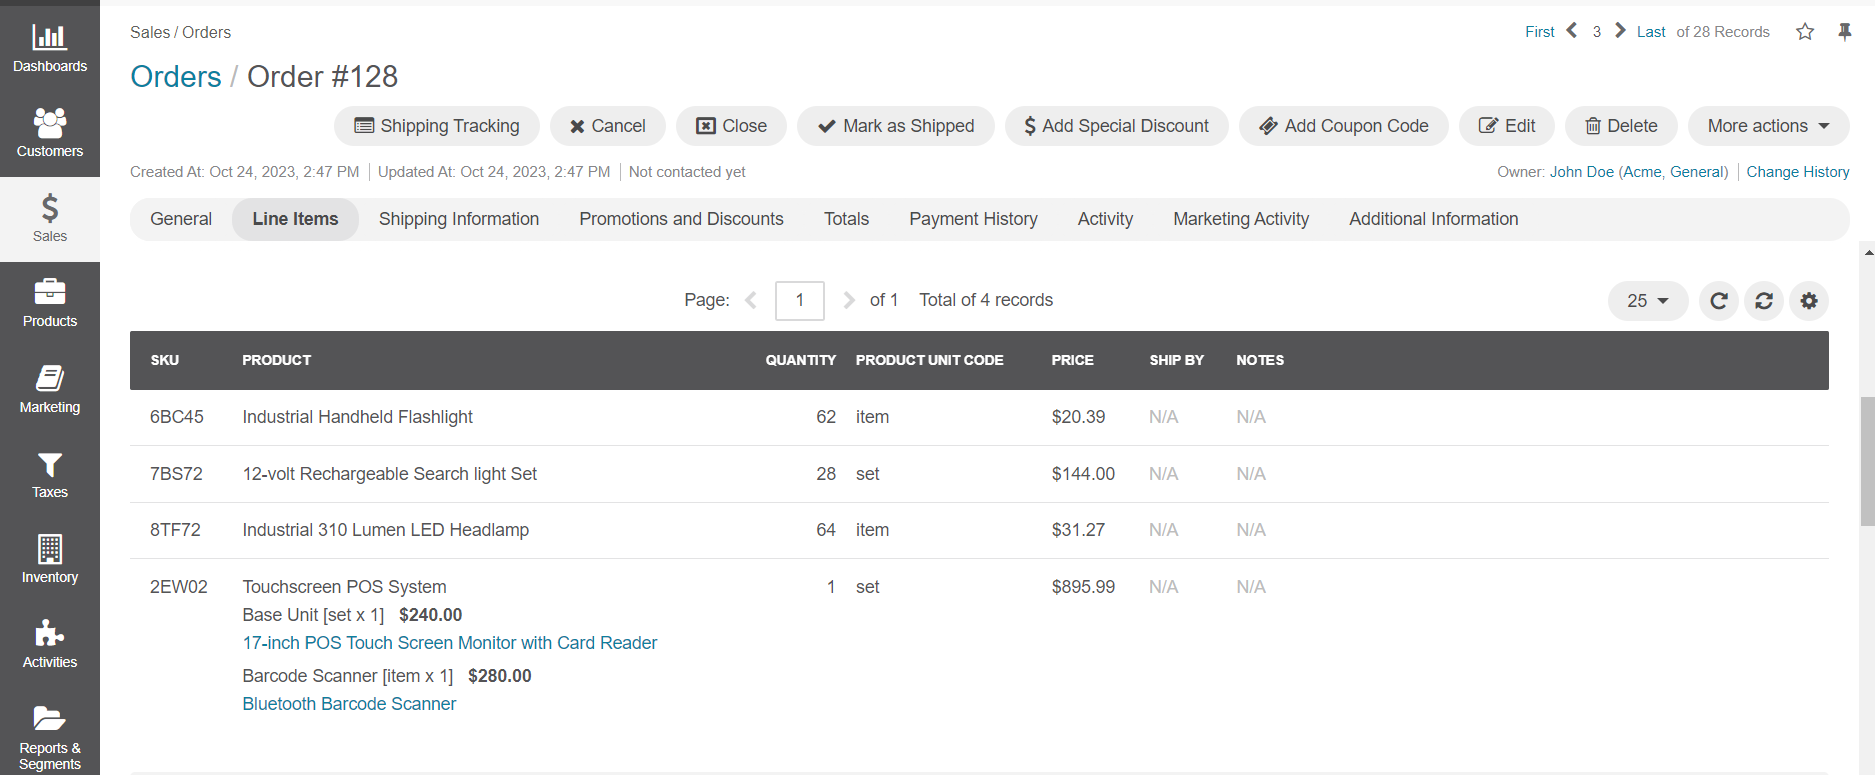 Dashboards
Customers
Sales
Products
Marketing
Taxes
Inventory
Activities
Reports &
Segments
Sales / Orders
First 3 Last of 28 Records
Orders / Order #128
Shipping Tracking Cancel Close Mark as Shipped $ Add Special Discount Add Coupon Code Edit Delete More actions
Created At: Oct 24, 2023, 2:47 PM Updated At: Oct 24, 2023, 2:47 PM Not contacted yet Owner: John Doe (Acme, General) Change History
General Line Items Shipping Information Promotions and Discounts Totals Payment History Activity Marketing Activity Additional Information
Page: 1 of 1 Total of 4 records 25
SKU PRODUCT QUANTITY PRODUCT UNIT CODE PRICE SHIP BY NOTES
6BC45 Industrial Handheld Flashlight 62 item $20.39 N/A N/A
7BS72 12-volt Rechargeable Search light Set 28 set $144.00 N/A N/A
8TF72 Industrial 310 Lumen LED Headlamp 64 item $31.27 N/A N/A
2EW02 Touchscreen POS System 1 set $895.99 N/A N/A
Base Unit [set x 1] $240.00
17-inch POS Touch Screen Monitor with Card Reader
Barcode Scanner [item x 1] $280.00
Bluetooth Barcode Scanner